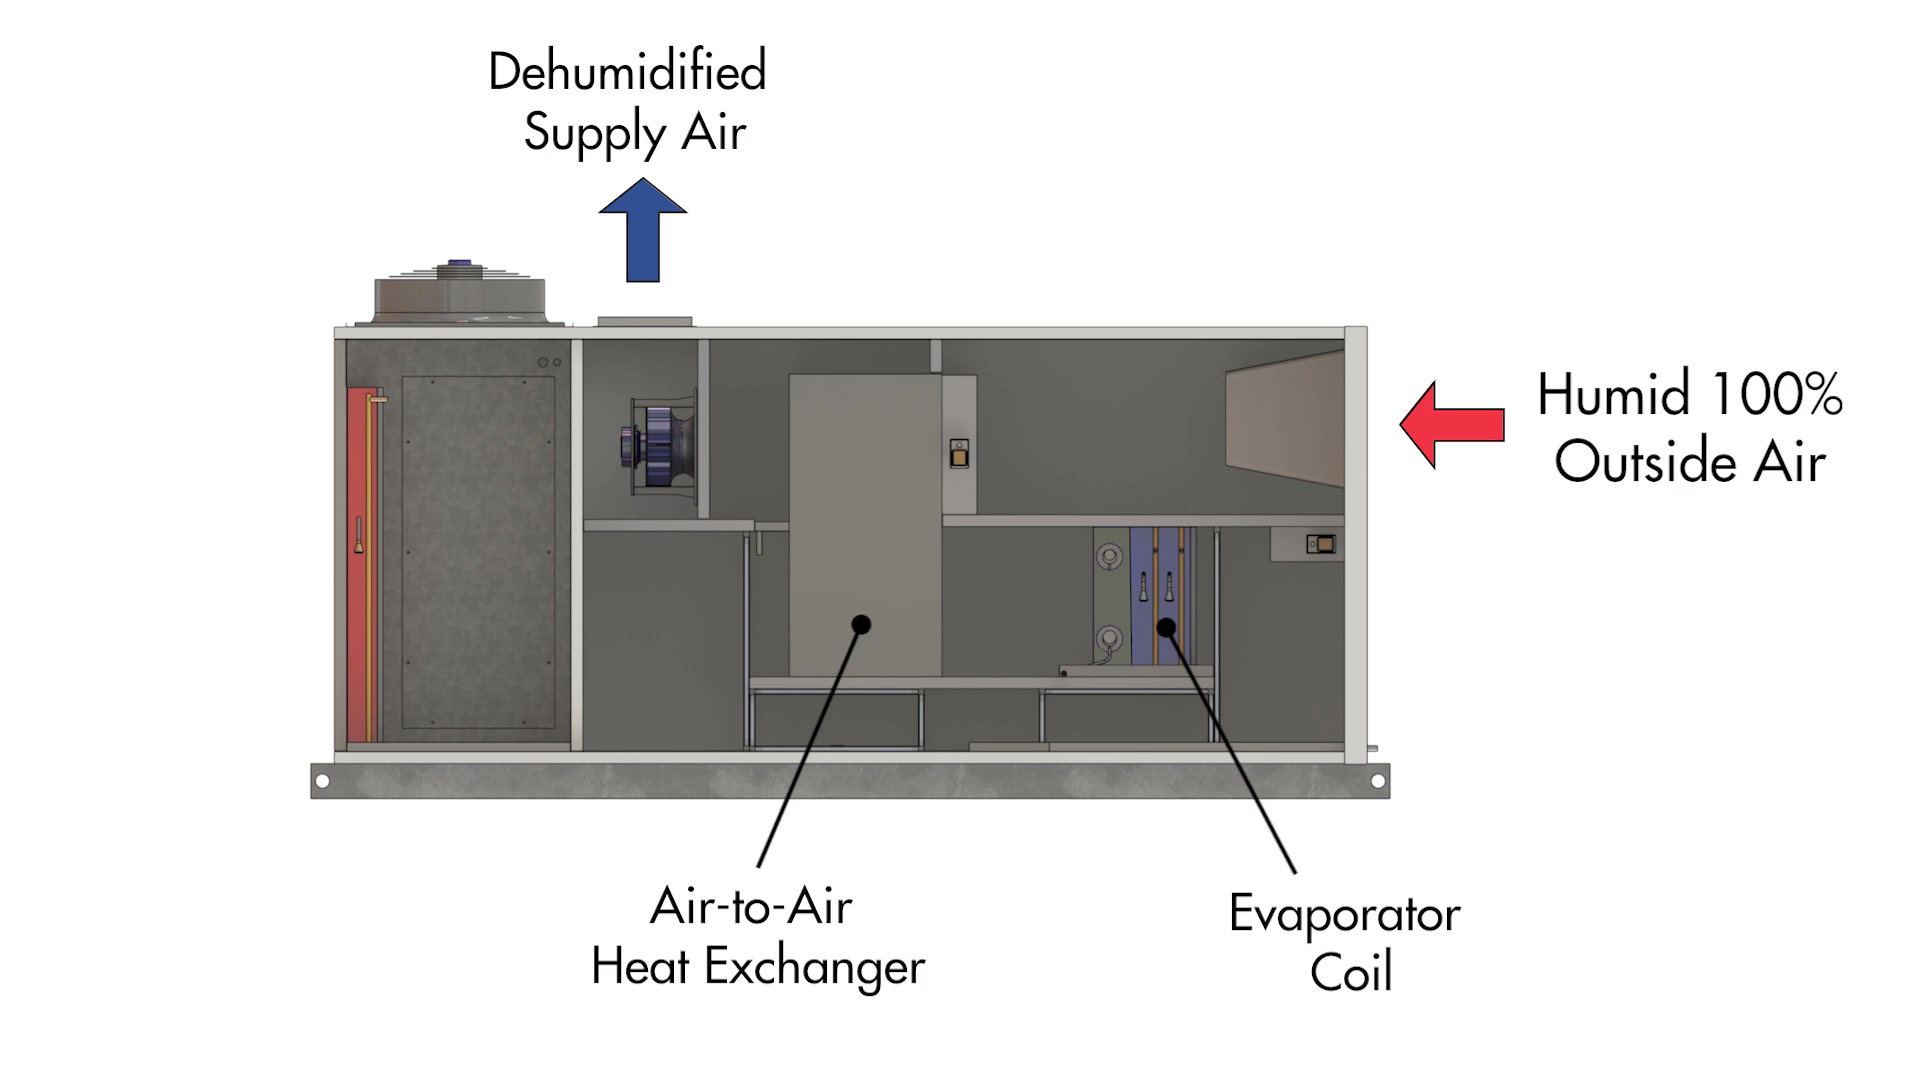 Dehumidified
Supply Air
Humid 100%
Outside Air
Air-to-Air
Heat Exchanger
Evaporator
Coil